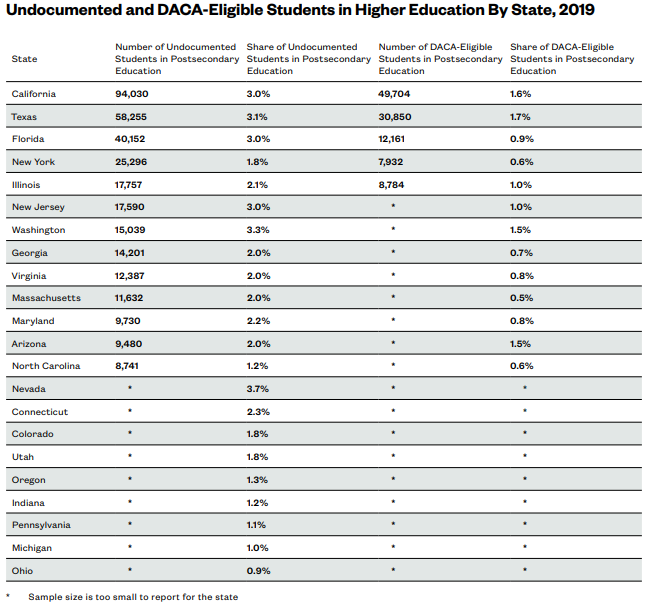 Undocumented and DACA-Eligible Students in Higher Education By State, 2019
State
Number of Undocumented Students in Postsecondary Education
Share of Undocumented Students in Postsecondary Education
Number of DACA-Eligible Students in Postsecondary Education
Share of DACA-Eligible Students in Postsecondary Education
California 94,030 3.0% 49,704 1.6%
Texas 58,255 3.1% 30,850 1.7%
Florida 40,152 3.0% 12,161 0.9%
New York 25,296 1.8% 7,932 0.6%
Illinois 17,757 2.1% 8,784 1.0%
New Jersey 17,590 3.0% * 1.0%
Washington 15,039 3.3% * 1.5%
Georgia 14,201 2.0% * 0.7%
Virginia 12,387 2.0% * 0.8%
Massachusetts 11,632 2.0% * 0.5%
Maryland 9,730 2.2% * 0.8%
Arizona 9,480 2.0% * 1.5%
North Carolina 8,741 1.2% * 0.6%
Nevada * 3.7% * *
Connecticut * 2.3% * *
Colorado * 1.8% * *
Utah * 1.8% * *
Oregon * 1.3% * *
Indiana * 1.2% * *
Pennsylvania * 1.1% * *
Michigan * 1.0% * *
Ohio * 0.9% * *
* Sample size is too small to report for the state